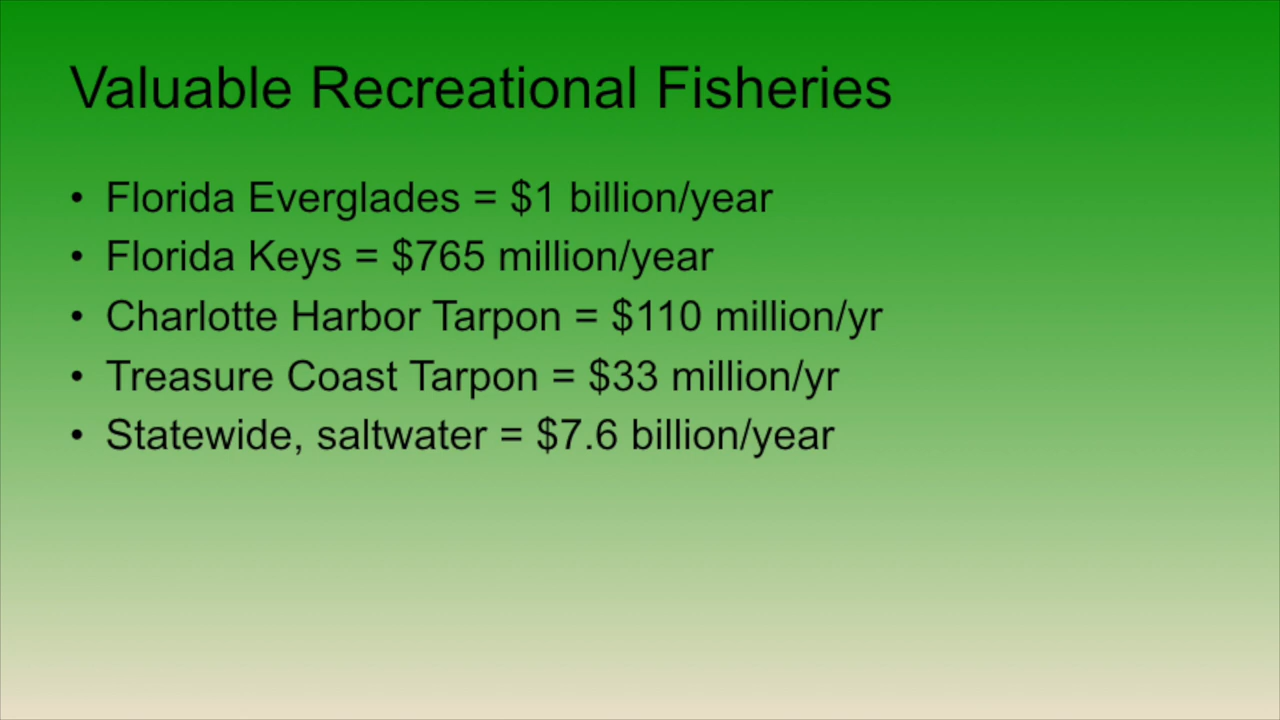 Valuable Recreational Fisheries
• Florida Everglades = $1 billion/year
• Florida Keys = $765 million/year
• Charlotte Harbor Tarpon = $110 million/yr
• Treasure Coast Tarpon = $33 million/yr
• Statewide, saltwater = $7.6 billion/year